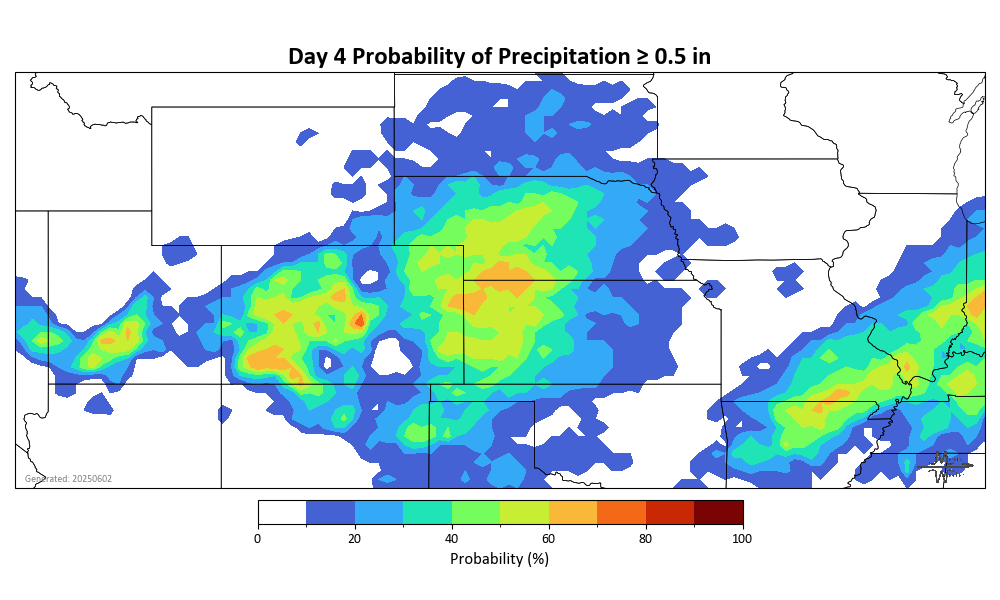 Day 4 Probability of Precipitation ≥ 0.5 in
Generated: 20250602
0 20 40 60 80 100
Probability (%)